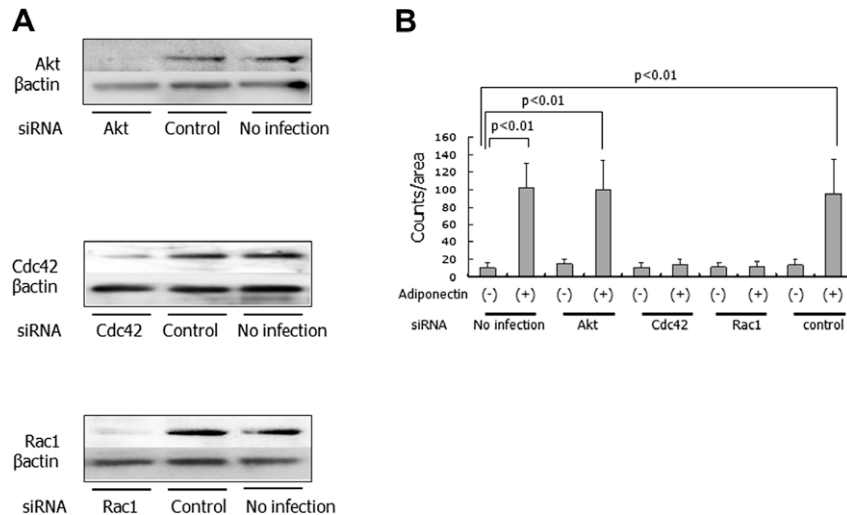 A
Akt
βactin
siRNA Akt Control No infection
Cdc42
βactin
siRNA Cdc42 Control No infection
Rac1
βactin
siRNA Rac1 Control No infection
B
p<0.01
p<0.01
p<0.01
Counts/area
160
140
120
100
80
60
40
20
0
Adiponectin (-) (+) (-) (+) (-) (+) (-) (+) (-) (+)
siRNA No infection Akt Cdc42 Rac1 control